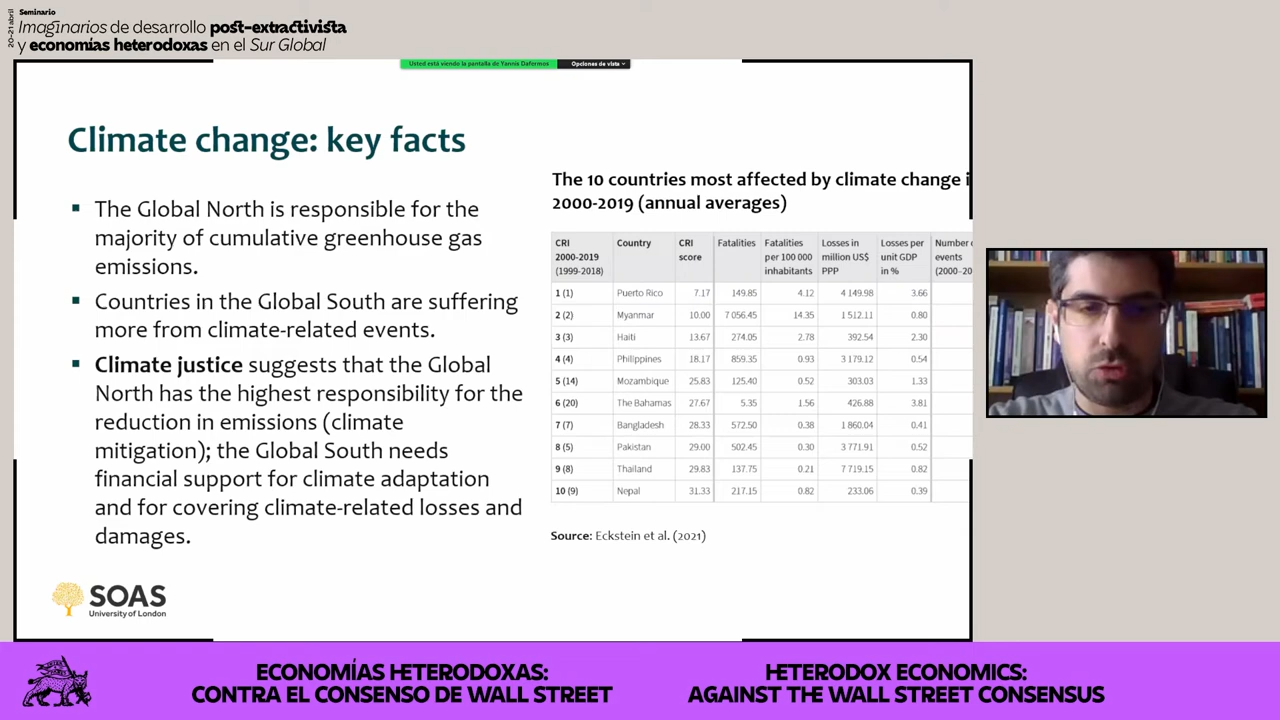 20-21 abril
Seminario
Imaginarios de desarrollo post-extractivista
y economías heterodoxas en el Sur Global
Usted está viendo la pantalla de Yannis Dafermos
Opciones de vista
Climate change: key facts
▪ The Global North is responsible for the
majority of cumulative greenhouse gas
emissions.
▪ Countries in the Global South are suffering
more from climate-related events.
▪ Climate justice suggests that the Global
North has the highest responsibility for the
reduction in emissions (climate
mitigation); the Global South needs
financial support for climate adaptation
and for covering climate-related losses and
damages.
The 10 countries most affected by climate change i
2000-2019 (annual averages)
CRI 2000-2019 (1999-2018) Country CRI score Fatalities Fatalities per 100 000 inhabitants Losses in million US$ PPP Losses per unit GDP in % Number events (2000-20
1 (1) Puerto Rico 7.17 149.85 4.12 4 149.98 3.66
2 (2) Myanmar 10.00 7 056.45 14.35 1 512.11 0.80
3 (3) Haiti 13.67 274.05 2.78 392.54 2.30
4 (4) Philippines 18.17 859.35 0.93 3 179.12 0.54
5 (14) Mozambique 25.83 125.40 0.52 303.03 1.33
6 (20) The Bahamas 27.67 5.35 1.56 426.88 3.81
7 (7) Bangladesh 28.33 572.50 0.38 1 860.04 0.41
8 (5) Pakistan 29.00 502.45 0.30 3 771.91 0.52
9 (8) Thailand 29.83 137.75 0.21 7 719.15 0.82
10 (9) Nepal 31.33 217.15 0.82 233.06 0.39
Source: Eckstein et al. (2021)
SOAS
University of London
ECONOMÍAS HETERODOXAS:
CONTRA EL CONSENSO DE WALL STREET
HETERODOX ECONOMICS:
AGAINST THE WALL STREET CONSENSUS